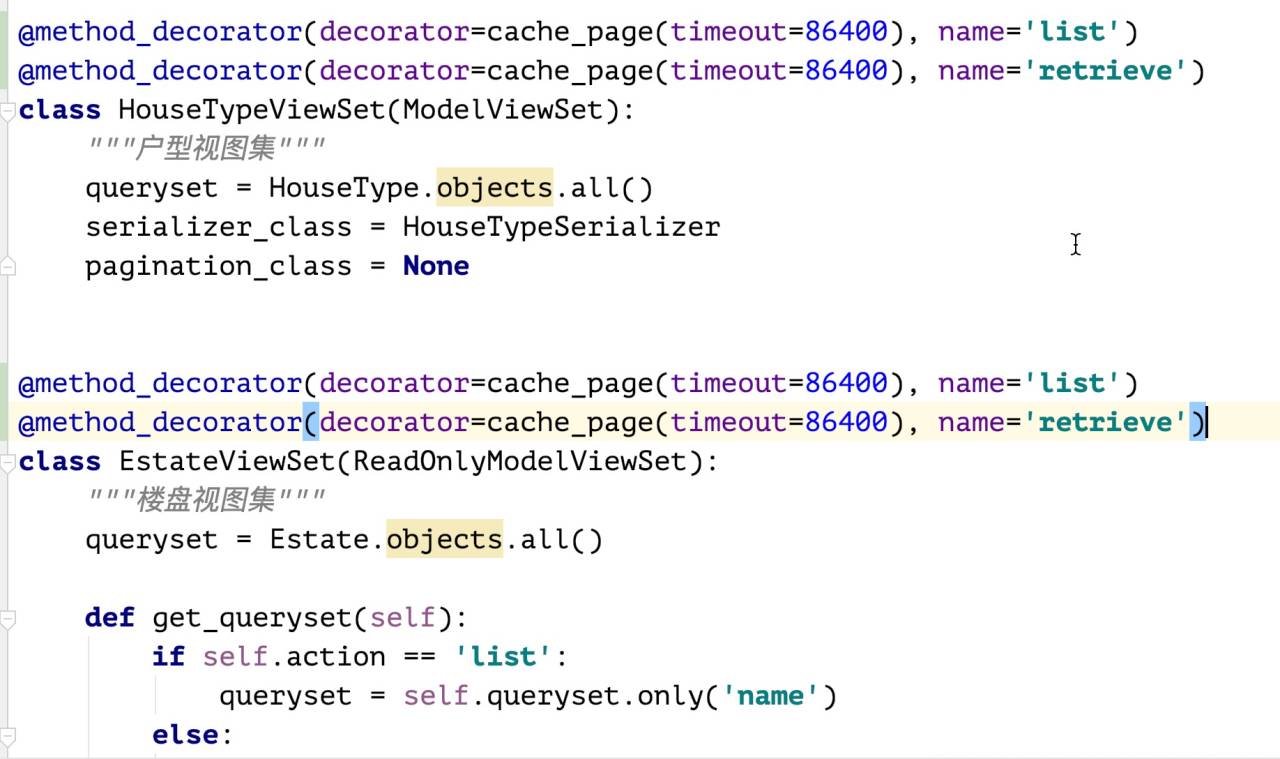 @method_decorator(decorator=cache_page(timeout=86400), name='list')
@method_decorator(decorator=cache_page(timeout=86400), name='retrieve')
class HouseTypeViewSet(ModelViewSet):
    """户型视图集"""
    queryset = HouseType.objects.all()
    serializer_class = HouseTypeSerializer
    pagination_class = None
@method_decorator(decorator=cache_page(timeout=86400), name='list')
@method_decorator(decorator=cache_page(timeout=86400), name='retrieve')
class EstateViewSet(ReadOnlyModelViewSet):
    """楼盘视图集"""
    queryset = Estate.objects.all()
    def get_queryset(self):
        if self.action == 'list':
            queryset = self.queryset.only('name')
        else: